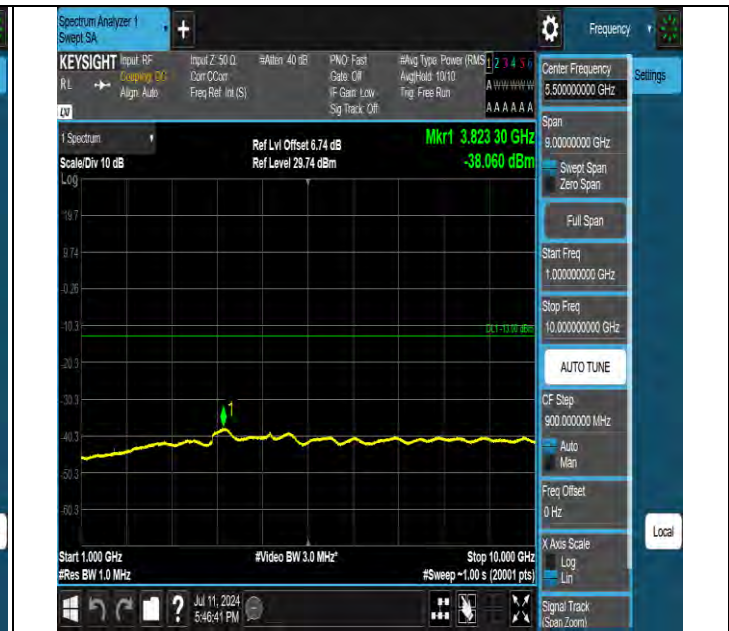 Spectrum Analyzer 1
Swept SA
+
Frequency
KEYSIGHT Input: RF Input Z: 50 Ω #Atten: 40 dB PNO: Fast #Avg Type: Power (RMS 1 2 3 4 5 6
RL Coupling: DC Corr CCorr Gate: Off Avg|Hold: 10/10 A W W W W W
Align: Auto Freq Ref: Int (S) IF Gain: Low Trig: Free Run
Sig Track: Off A A A A A A
LXI
1 Spectrum
Scale/Div 10 dB
Ref Lvl Offset 6.74 dB
Ref Level 29.74 dBm
Mkr1 3.823 30 GHz
-38.060 dBm
Log
19.7
9.74
-0.26
-10.3
DL1 -13.00 dBm
-20.3
-30.3
1
-40.3
-50.3
-60.3
Start 1.000 GHz
#Res BW 1.0 MHz
#Video BW 3.0 MHz*
Stop 10.000 GHz
#Sweep ~1.00 s (20001 pts)
?
Jul 11, 2024
5:46:41 PM
Center Frequency
5.500000000 GHz
Settings
Span
9.00000000 GHz
Swept Span
Zero Span
Full Span
Start Freq
1.000000000 GHz
Stop Freq
10.000000000 GHz
AUTO TUNE
CF Step
900.000000 MHz
Auto
Man
Freq Offset
0 Hz
X Axis Scale
Log
Lin
Local
Signal Track
(Span Zoom)